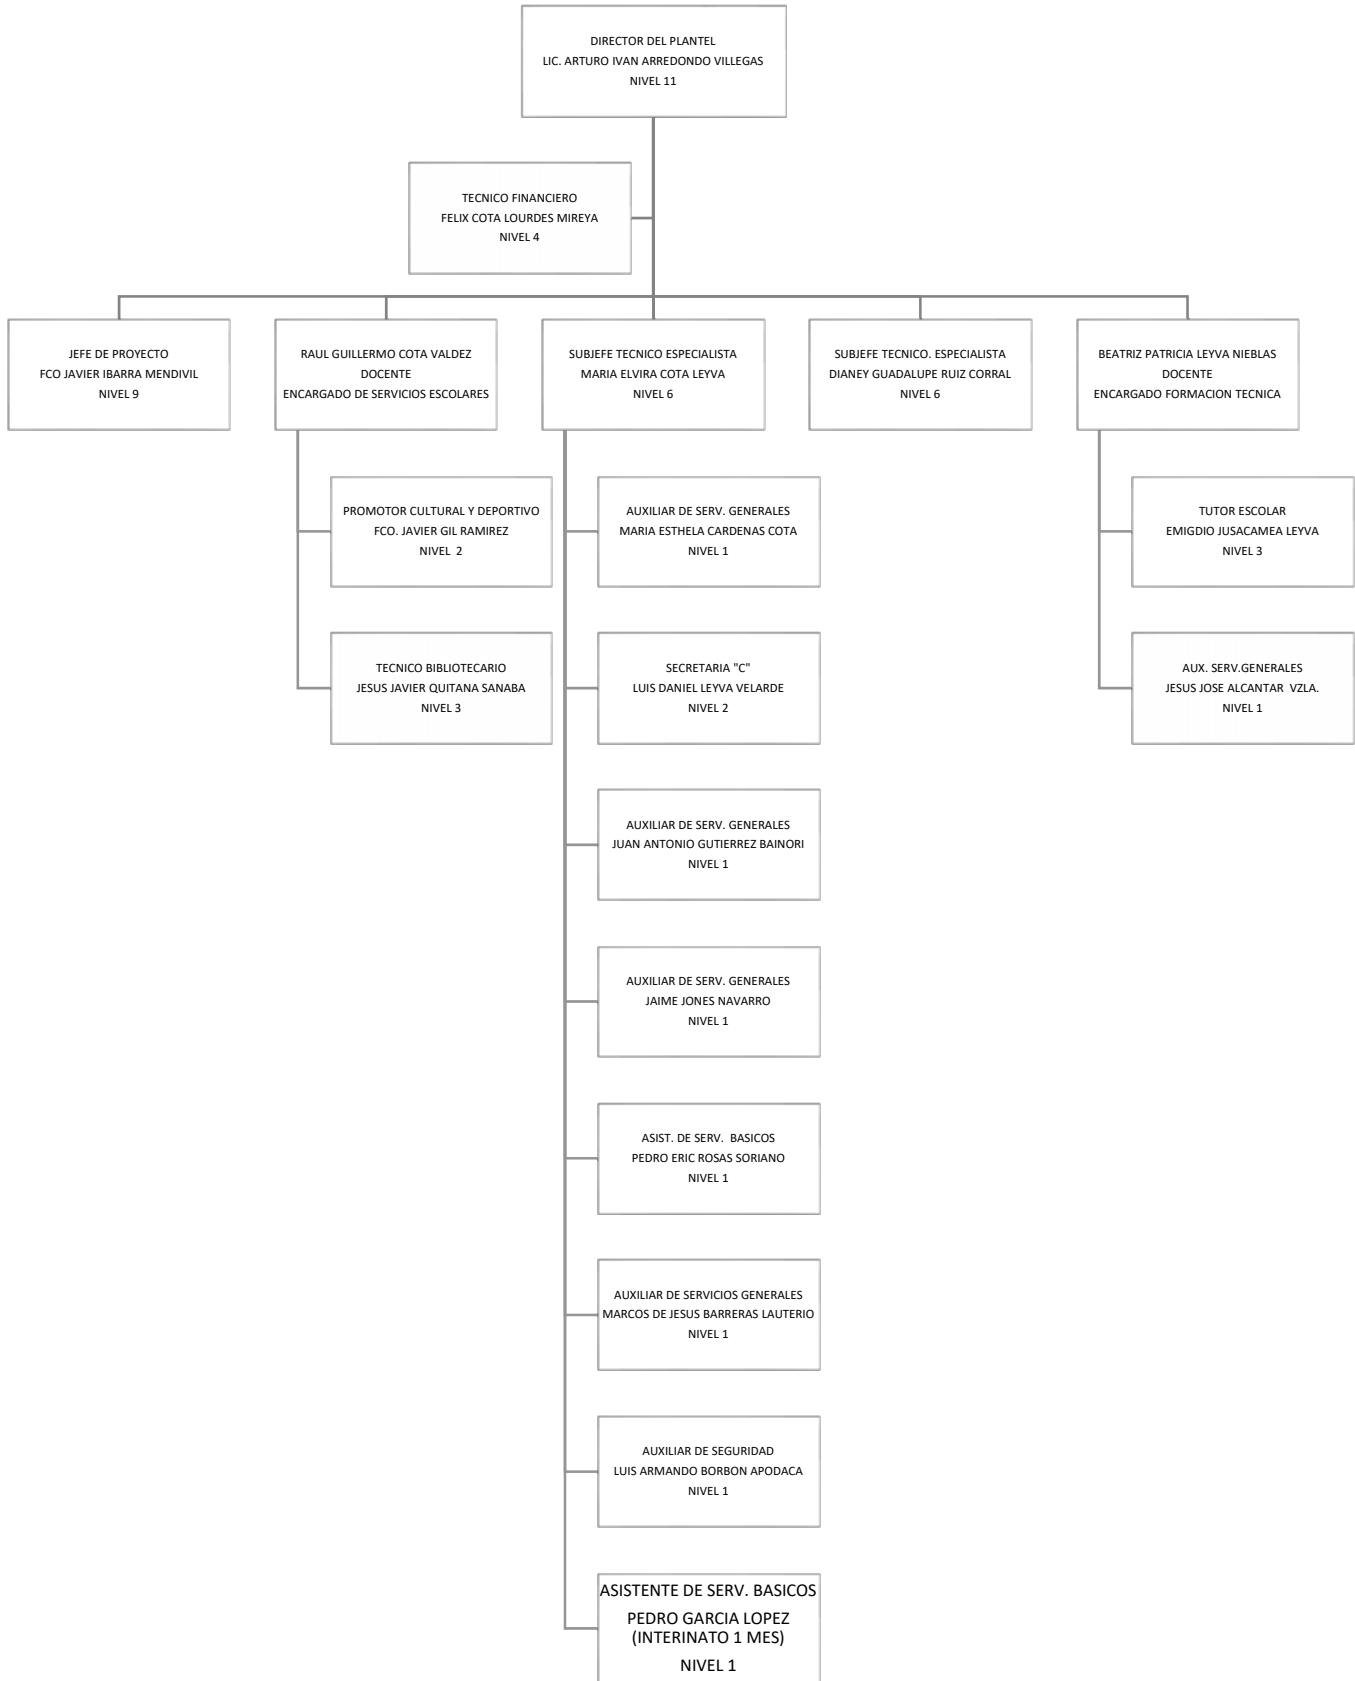 DIRECTOR DEL PLANTEL
LIC. ARTURO IVAN ARREDONDO VILLEGAS
NIVEL 11
TECNICO FINANCIERO
FELIX COTA LOURDES MIREYA
NIVEL 4
JEFE DE PROYECTO
FCO JAVIER IBARRA MENDIVIL
NIVEL 9
RAUL GUILLERMO COTA VALDEZ
DOCENTE
ENCARGADO DE SERVICIOS ESCOLARES
SUBJEFE TECNICO ESPECIALISTA
MARIA ELVIRA COTA LEYVA
NIVEL 6
SUBJEFE TECNICO. ESPECIALISTA
DIANEY GUADALUPE RUIZ CORRAL
NIVEL 6
BEATRIZ PATRICIA LEYVA NIEBLAS
DOCENTE
ENCARGADO FORMACION TECNICA
PROMOTOR CULTURAL Y DEPORTIVO
FCO. JAVIER GIL RAMIREZ
NIVEL  2
TECNICO BIBLIOTECARIO
JESUS JAVIER QUITANA SANABA
NIVEL 3
AUXILIAR DE SERV. GENERALES
MARIA ESTHELA CARDENAS COTA
NIVEL 1
SECRETARIA "C"
LUIS DANIEL LEYVA VELARDE
NIVEL 2
AUXILIAR DE SERV. GENERALES
JUAN ANTONIO GUTIERREZ BAINORI
NIVEL 1
AUXILIAR DE SERV. GENERALES
JAIME JONES NAVARRO
NIVEL 1
ASIST. DE SERV.  BASICOS
PEDRO ERIC ROSAS SORIANO
NIVEL 1
AUXILIAR DE SERVICIOS GENERALES
MARCOS DE JESUS BARRERAS LAUTERIO
NIVEL 1
AUXILIAR DE SEGURIDAD
LUIS ARMANDO BORBON APODACA
NIVEL 1
ASISTENTE DE SERV. BASICOS
PEDRO GARCIA LOPEZ
(INTERINATO 1 MES)
NIVEL 1
TUTOR ESCOLAR
EMIGDIO JUSACAMEA LEYVA
NIVEL 3
AUX. SERV.GENERALES
JESUS JOSE ALCANTAR  VZLA.
NIVEL 1